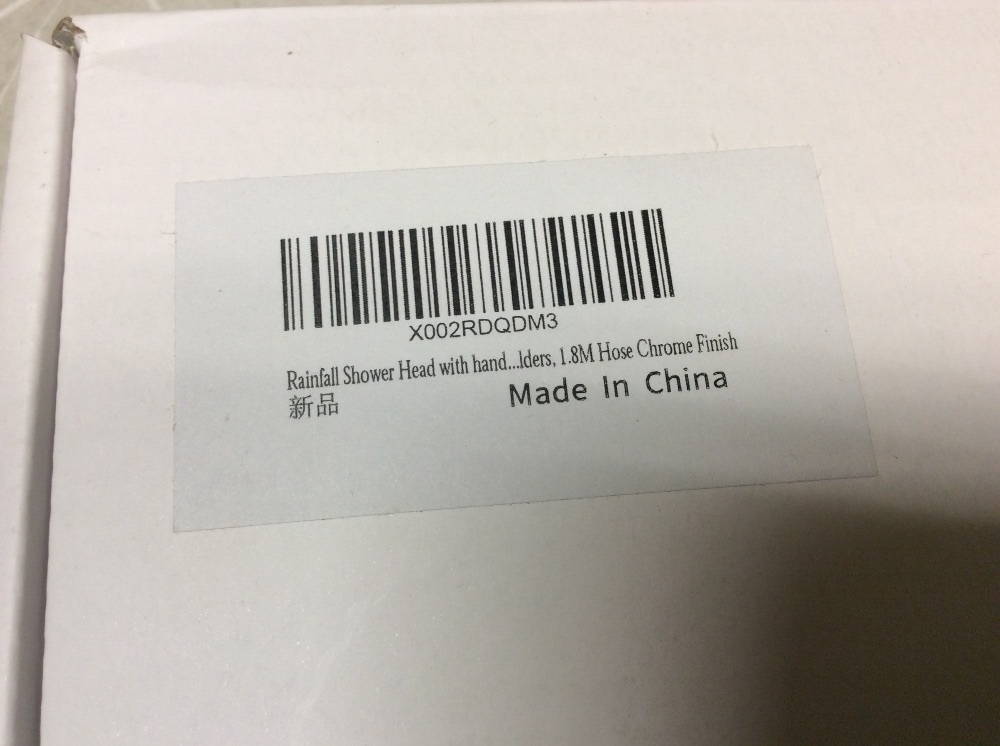 X002RDQDM3
Rainfall Shower Head with hand...lders, 1.8M Hose Chrome Finish
新品
Made In China